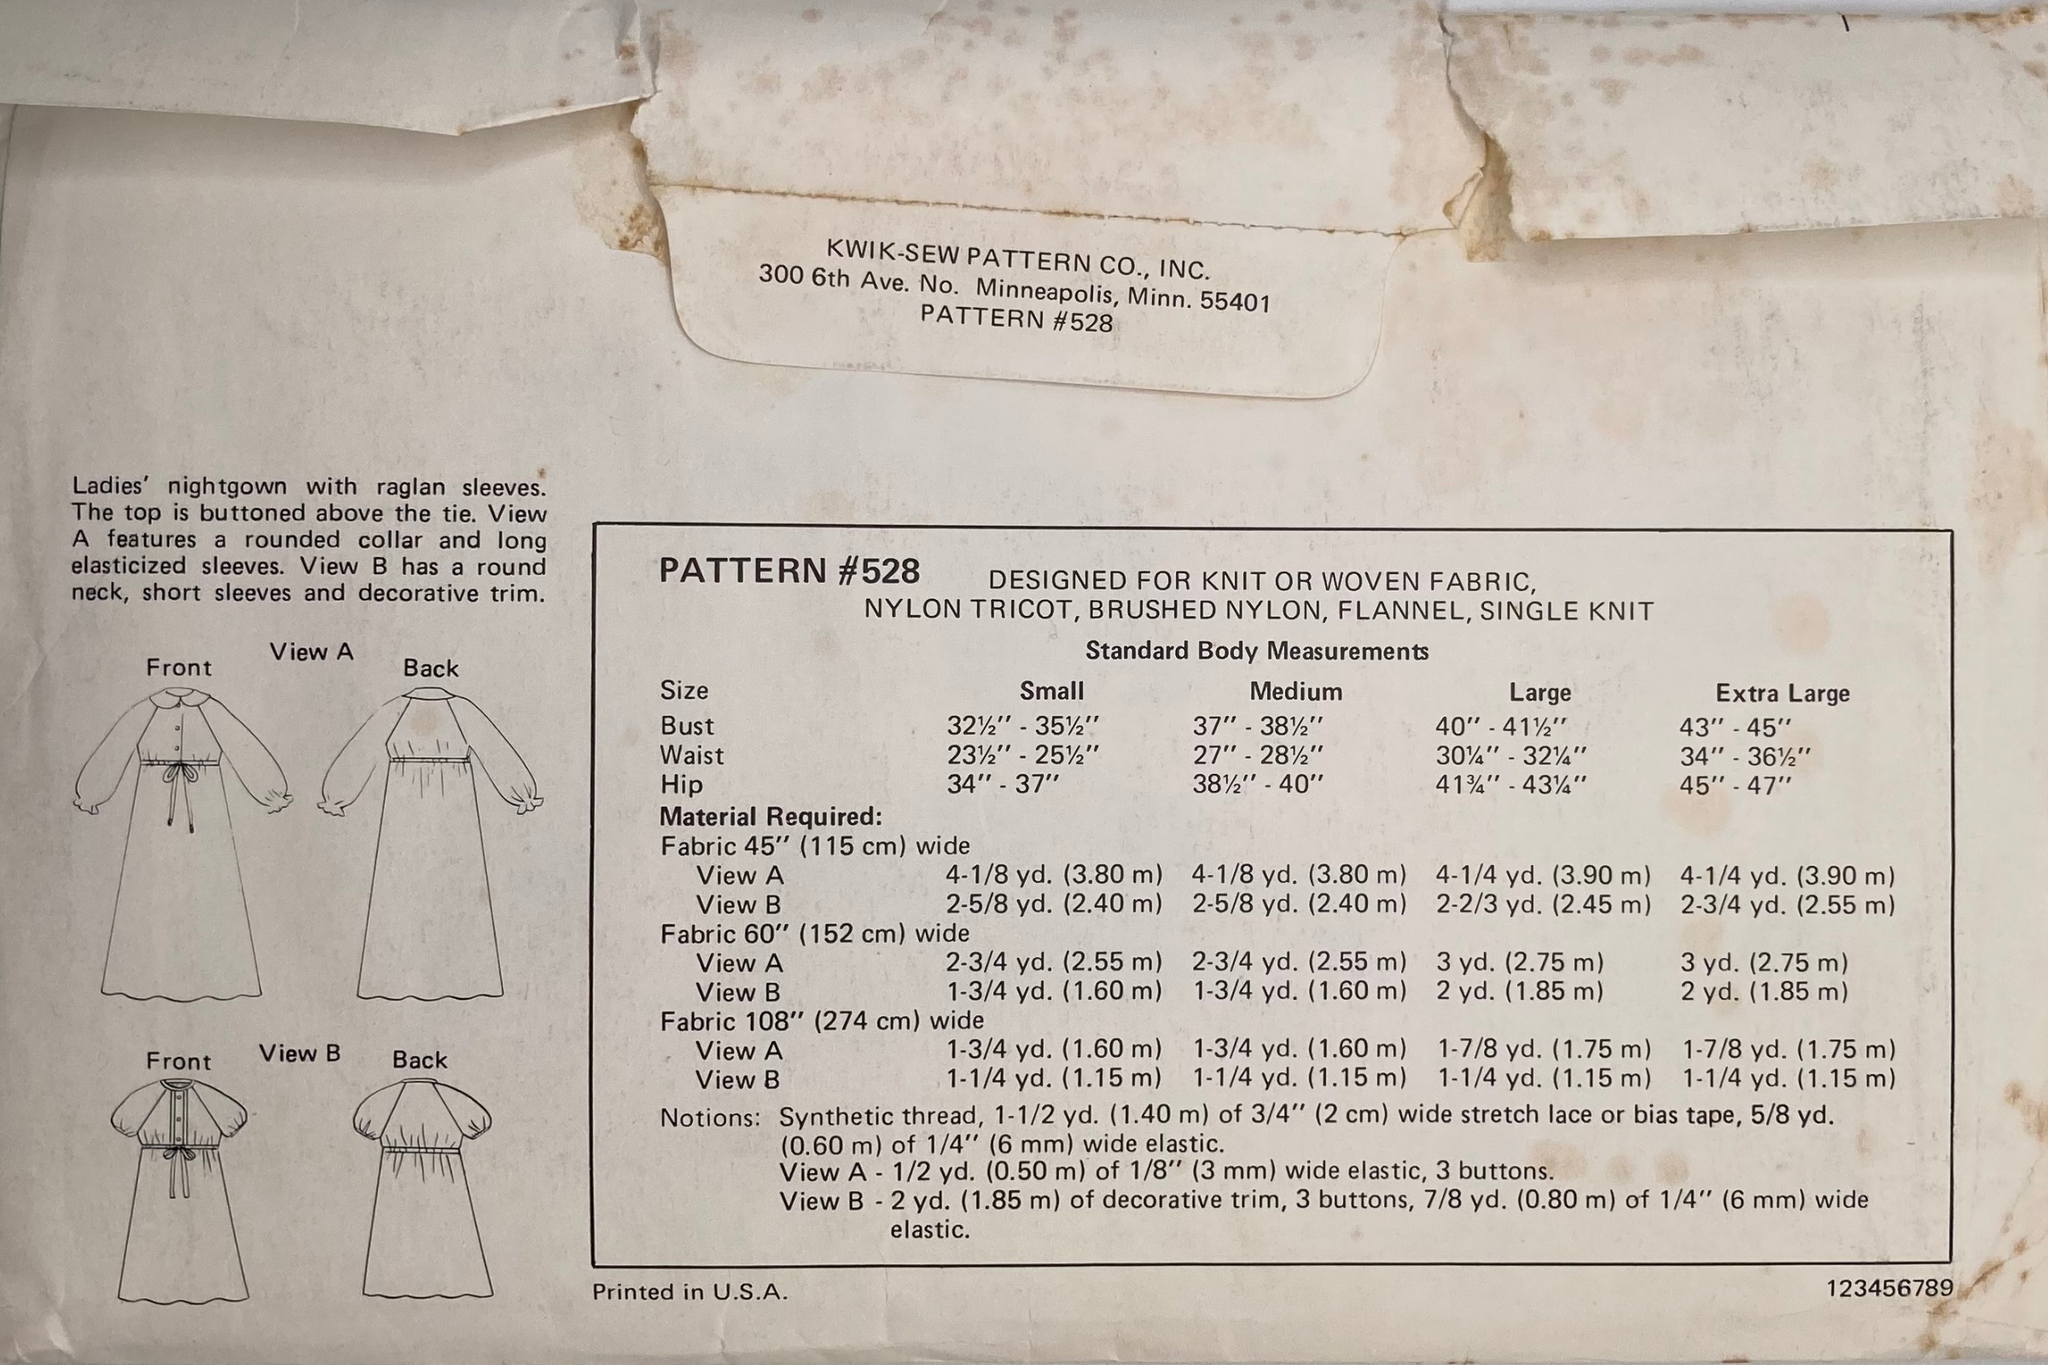 KWIK-SEW PATTERN CO., INC.
300 6th Ave. No. Minneapolis, Minn. 55401
PATTERN #528
Ladies' nightgown with raglan sleeves.
The top is buttoned above the tie. View
A features a rounded collar and long
elasticized sleeves. View B has a round
neck, short sleeves and decorative trim.
View A
Front Back
View B
Front Back
PATTERN #528 DESIGNED FOR KNIT OR WOVEN FABRIC,
NYLON TRICOT, BRUSHED NYLON, FLANNEL, SINGLE KNIT
Standard Body Measurements
Size Small Medium Large Extra Large
Bust 32½'' - 35½'' 37'' - 38½'' 40'' - 41½'' 43'' - 45''
Waist 23½'' - 25½'' 27'' - 28½'' 30¼'' - 32¼'' 34'' - 36½''
Hip 34'' - 37'' 38½'' - 40'' 41¾'' - 43¼'' 45'' - 47''
Material Required:
Fabric 45'' (115 cm) wide
View A 4-1/8 yd. (3.80 m) 4-1/8 yd. (3.80 m) 4-1/4 yd. (3.90 m) 4-1/4 yd. (3.90 m)
View B 2-5/8 yd. (2.40 m) 2-5/8 yd. (2.40 m) 2-2/3 yd. (2.45 m) 2-3/4 yd. (2.55 m)
Fabric 60'' (152 cm) wide
View A 2-3/4 yd. (2.55 m) 2-3/4 yd. (2.55 m) 3 yd. (2.75 m) 3 yd. (2.75 m)
View B 1-3/4 yd. (1.60 m) 1-3/4 yd. (1.60 m) 2 yd. (1.85 m) 2 yd. (1.85 m)
Fabric 108'' (274 cm) wide
View A 1-3/4 yd. (1.60 m) 1-3/4 yd. (1.60 m) 1-7/8 yd. (1.75 m) 1-7/8 yd. (1.75 m)
View B 1-1/4 yd. (1.15 m) 1-1/4 yd. (1.15 m) 1-1/4 yd. (1.15 m) 1-1/4 yd. (1.15 m)
Notions: Synthetic thread, 1-1/2 yd. (1.40 m) of 3/4'' (2 cm) wide stretch lace or bias tape, 5/8 yd.
(0.60 m) of 1/4'' (6 mm) wide elastic.
View A - 1/2 yd. (0.50 m) of 1/8'' (3 mm) wide elastic, 3 buttons.
View B - 2 yd. (1.85 m) of decorative trim, 3 buttons, 7/8 yd. (0.80 m) of 1/4'' (6 mm) wide
elastic.
Printed in U.S.A. 123456789